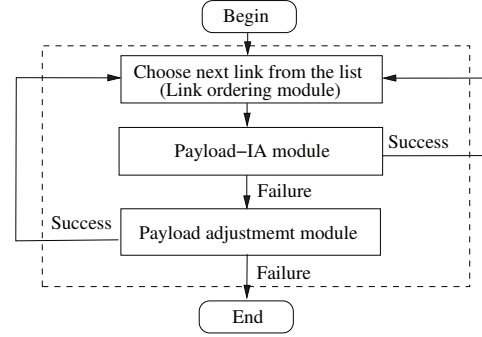 Begin
Choose next link from the list
(Link ordering module)
Payload−IA module
Success
Failure
Success
Payload adjustmemt module
Failure
End